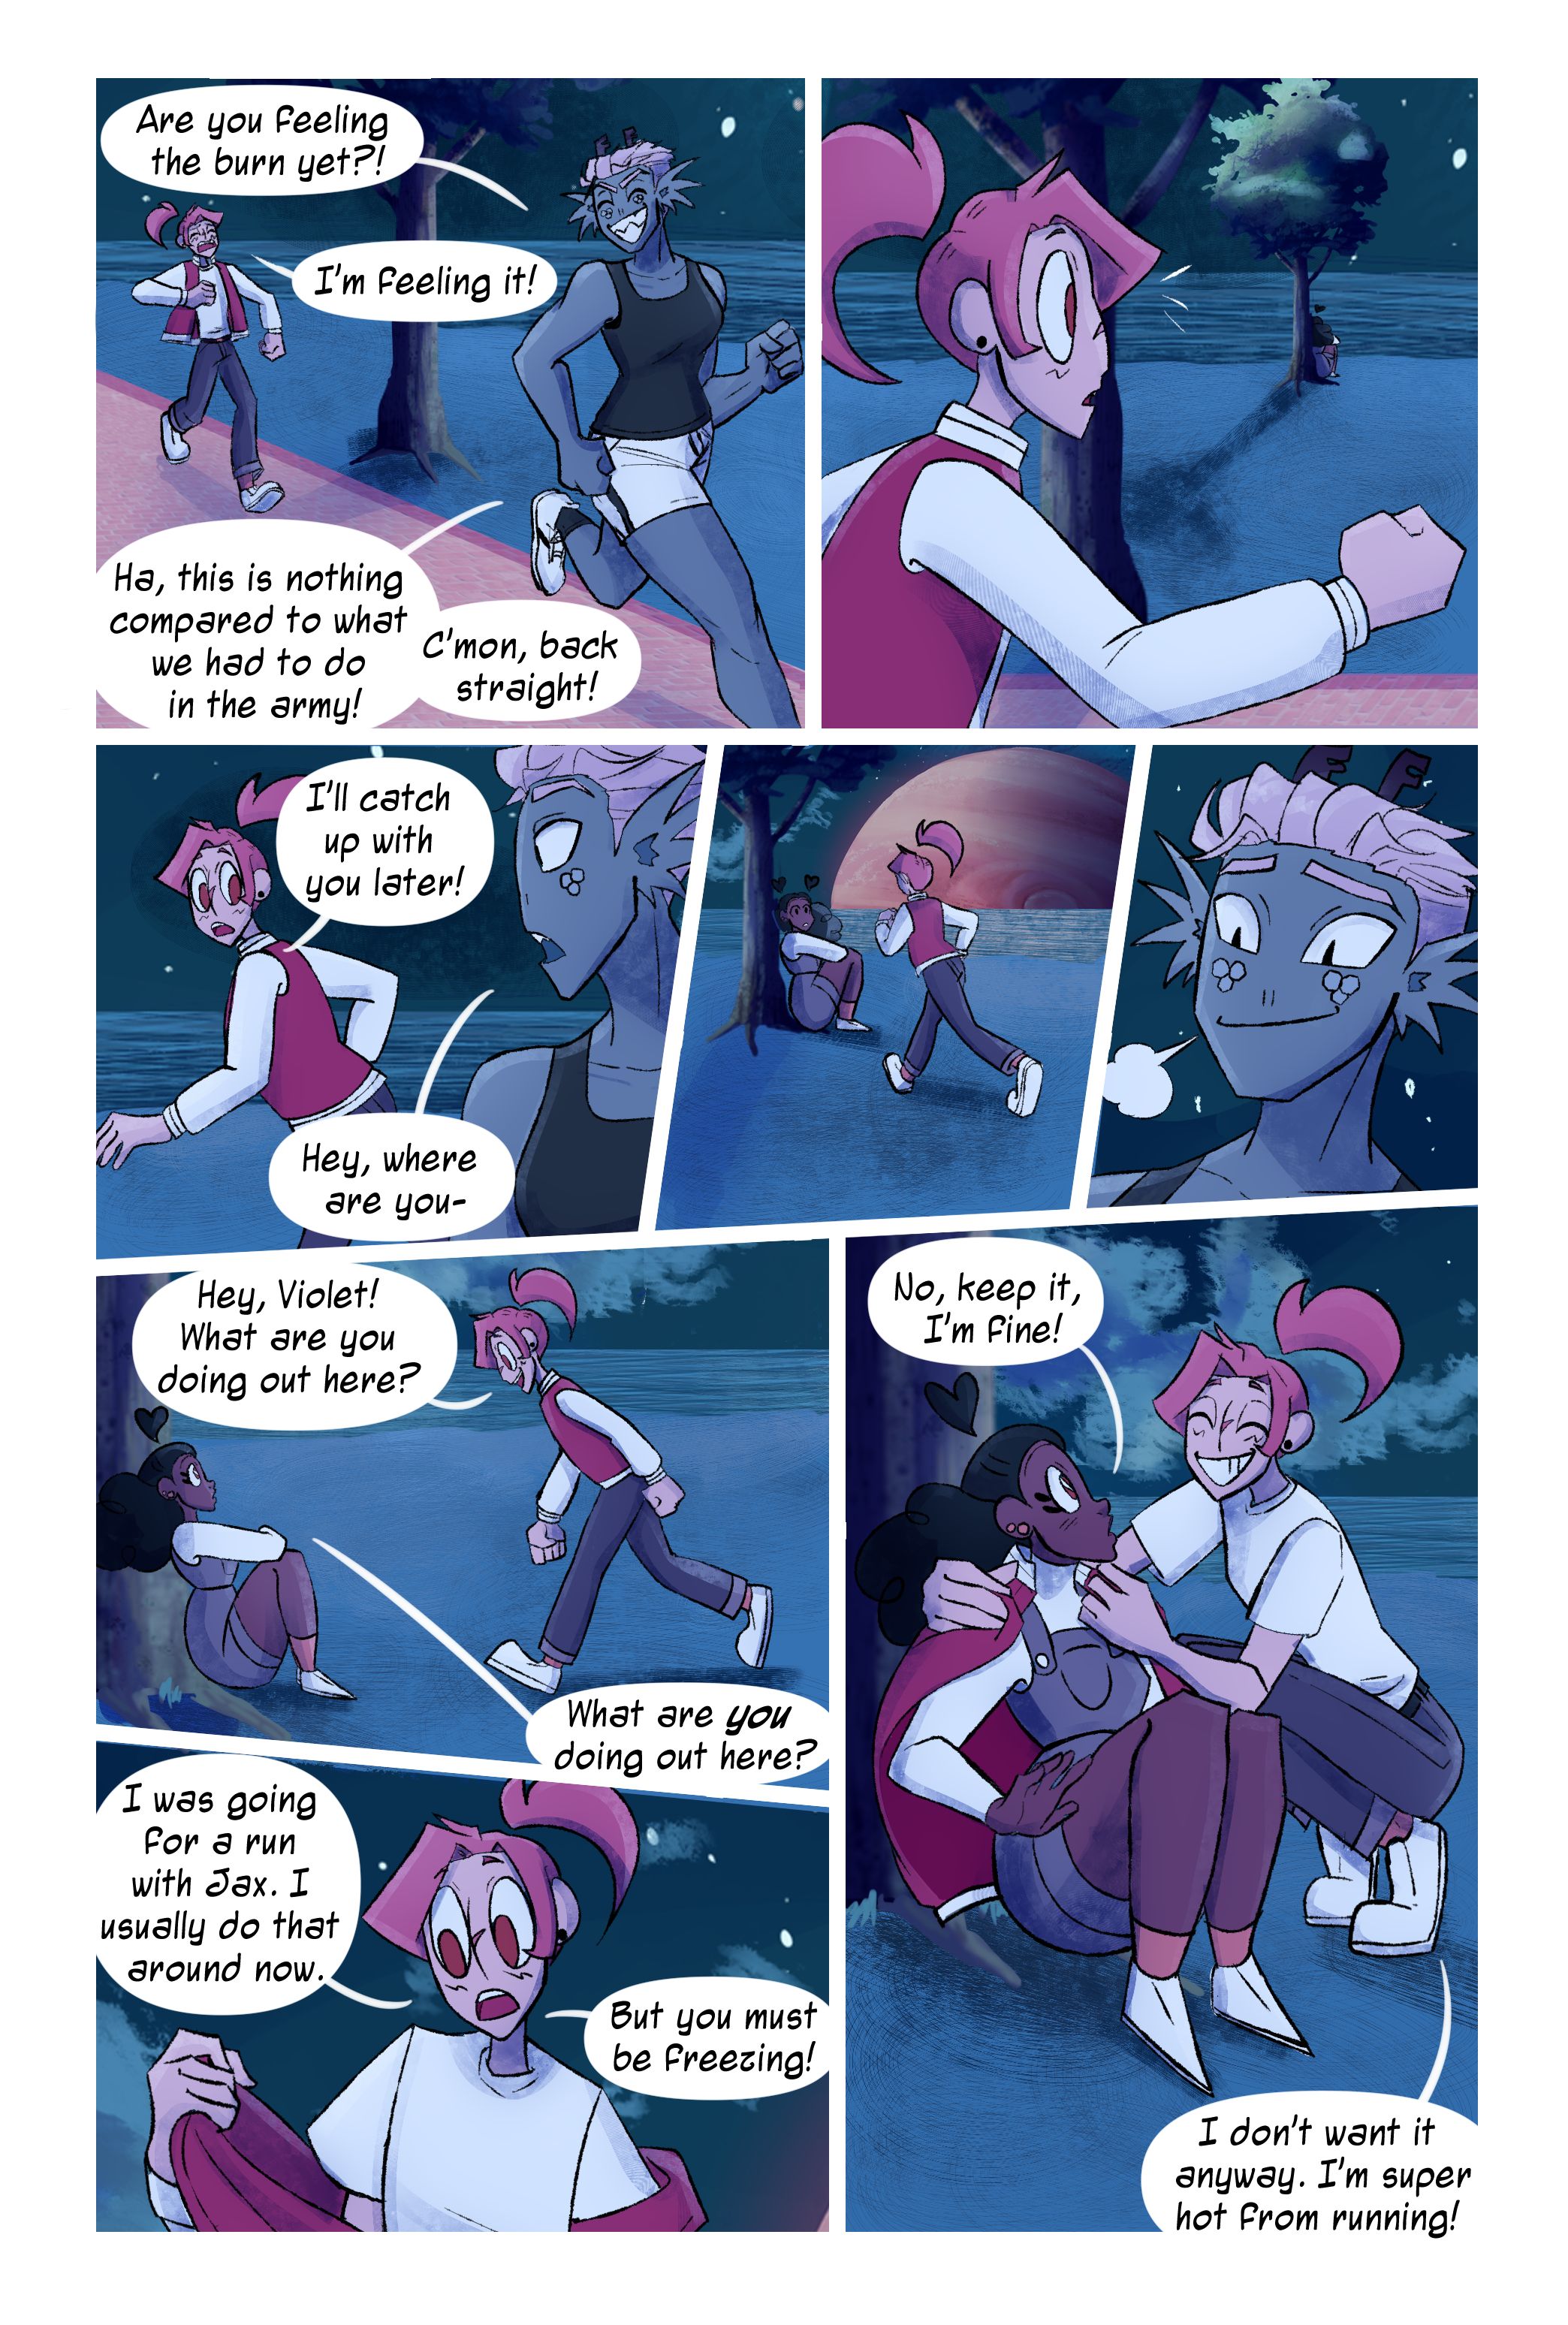 Are you feeling
the burn yet?!
I'm feeling it!
Ha, this is nothing
compared to what
we had to do
in the army!
C'mon, back
straight!
I'll catch
up with
you later!
Hey, where
are you-
Hey, Violet!
What are you
doing out here?
What are you
doing out here?
I was going
for a run
with Jax. I
usually do that
around now.
But you must
be freezing!
No, keep it,
I'm fine!
I don't want it
anyway. I'm super
hot from running!